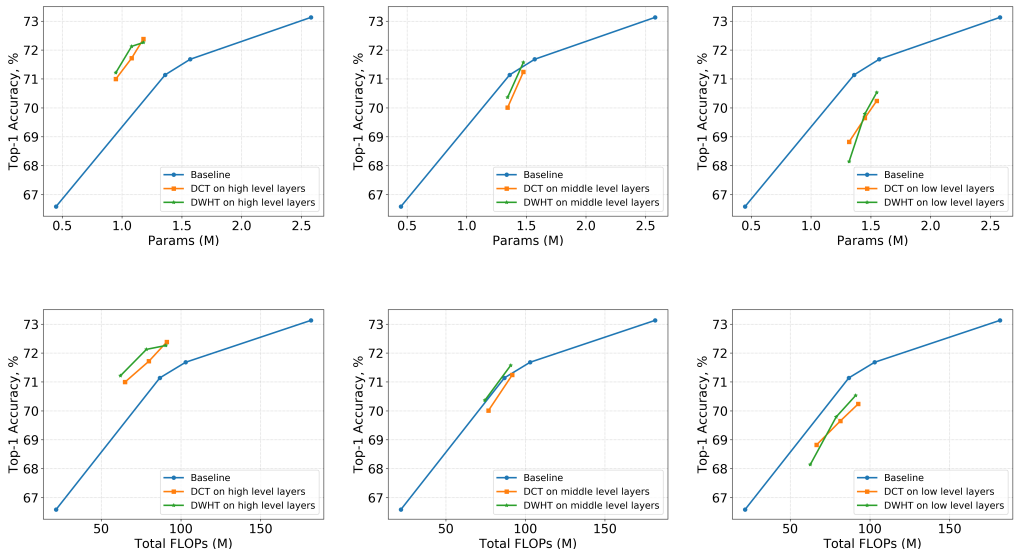 73
72
71
70
69
68
67
Top-1 Accuracy, %
Baseline
DCT on high level layers
DWHT on high level layers
0.5 1.0 1.5 2.0 2.5
Params (M)
73
72
71
70
69
68
67
Top-1 Accuracy, %
Baseline
DCT on middle level layers
DWHT on middle level layers
0.5 1.0 1.5 2.0 2.5
Params (M)
73
72
71
70
69
68
67
Top-1 Accuracy, %
Baseline
DCT on low level layers
DWHT on low level layers
0.5 1.0 1.5 2.0 2.5
Params (M)
73
72
71
70
69
68
67
Top-1 Accuracy, %
Baseline
DCT on high level layers
DWHT on high level layers
50 100 150
Total FLOPs (M)
73
72
71
70
69
68
67
Top-1 Accuracy, %
Baseline
DCT on middle level layers
DWHT on middle level layers
50 100 150
Total FLOPs (M)
73
72
71
70
69
68
67
Top-1 Accuracy, %
Baseline
DCT on low level layers
DWHT on low level layers
50 100 150
Total FLOPs (M)